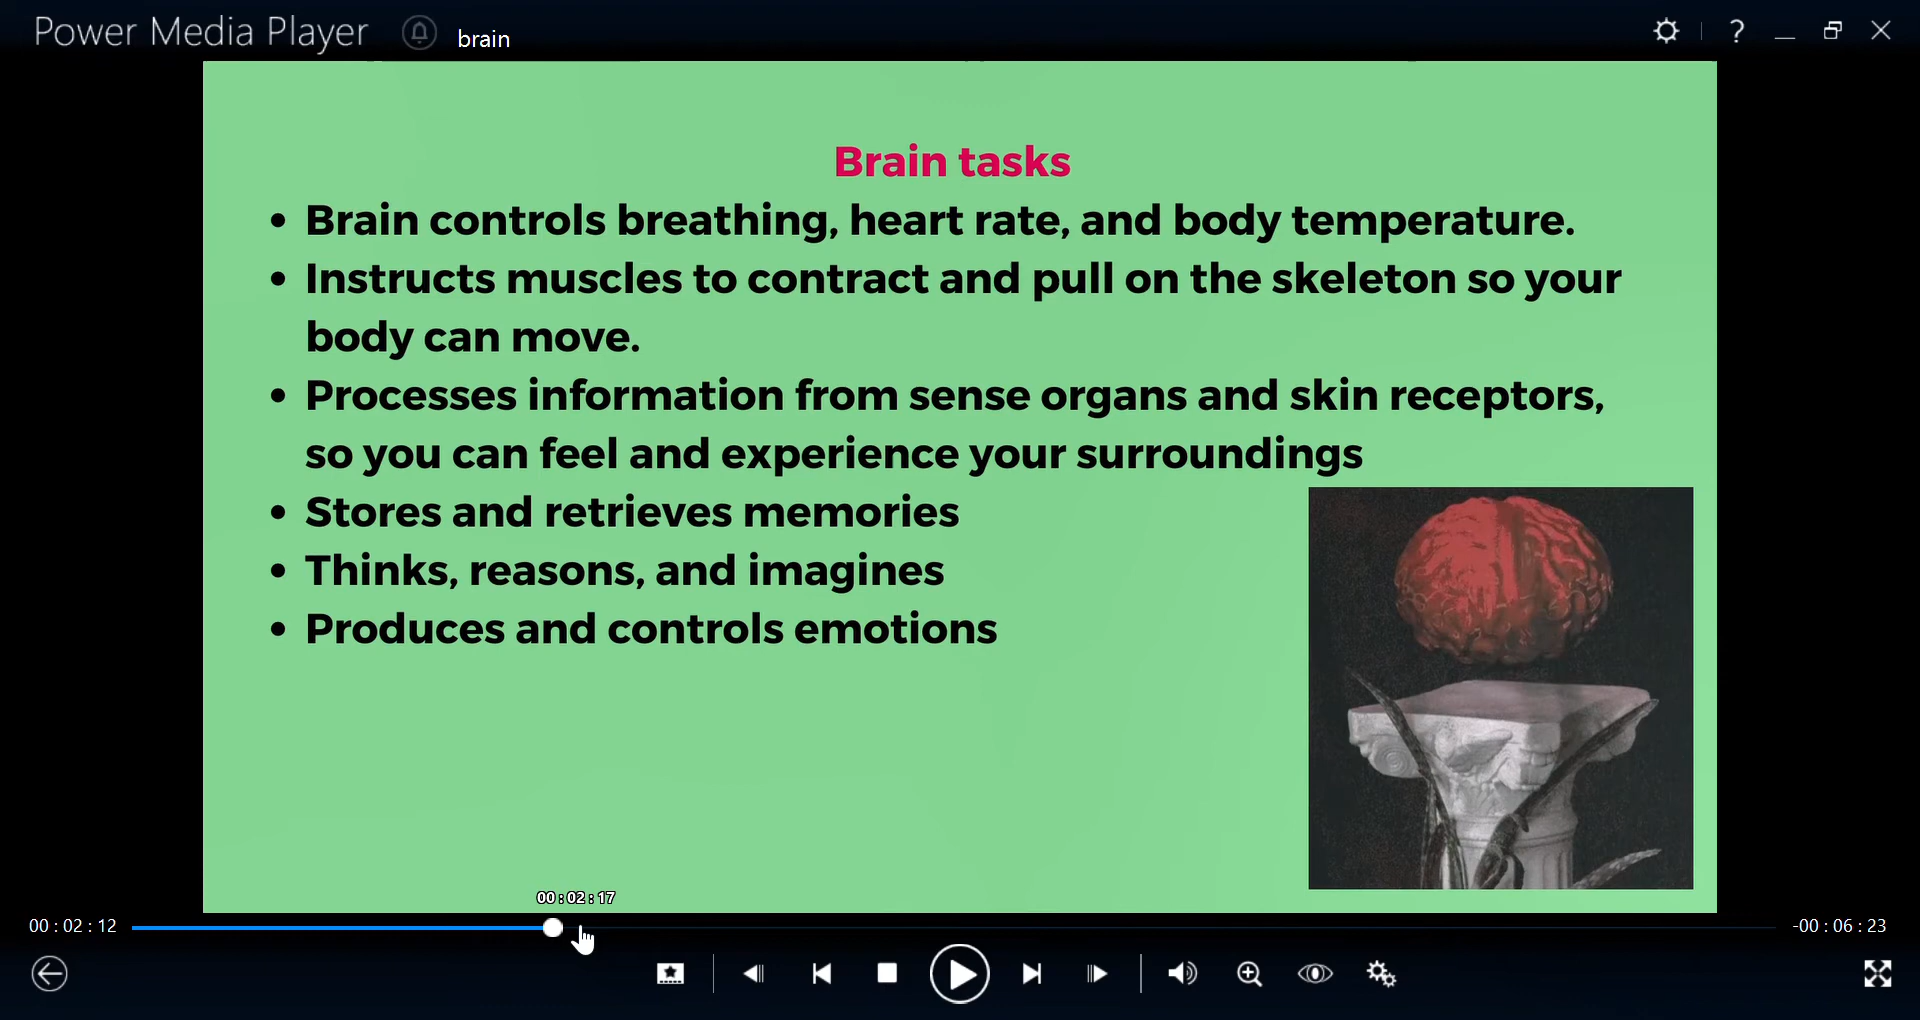 Power Media Player
brain
?
Brain tasks
• Brain controls breathing, heart rate, and body temperature.
• Instructs muscles to contract and pull on the skeleton so your
body can move.
• Processes information from sense organs and skin receptors,
so you can feel and experience your surroundings
• Stores and retrieves memories
• Thinks, reasons, and imagines
• Produces and controls emotions
00:02:17
00:02:12
-00:06:23